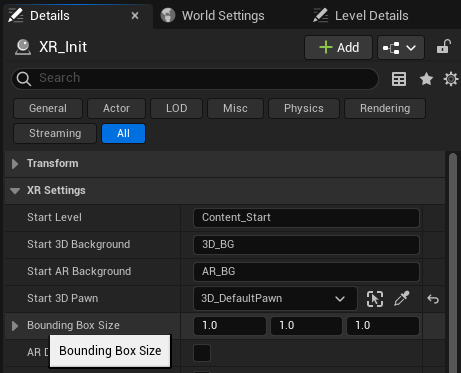 Details World Settings Level Details
XR_Init Add
Search
General Actor LOD Misc Physics Rendering
Streaming All
Transform
XR Settings
Start Level Content_Start
Start 3D Background 3D_BG
Start AR Background AR_BG
Start 3D Pawn 3D_DefaultPawn
Bounding Box Size 1.0 1.0 1.0
AR
Bounding Box Size